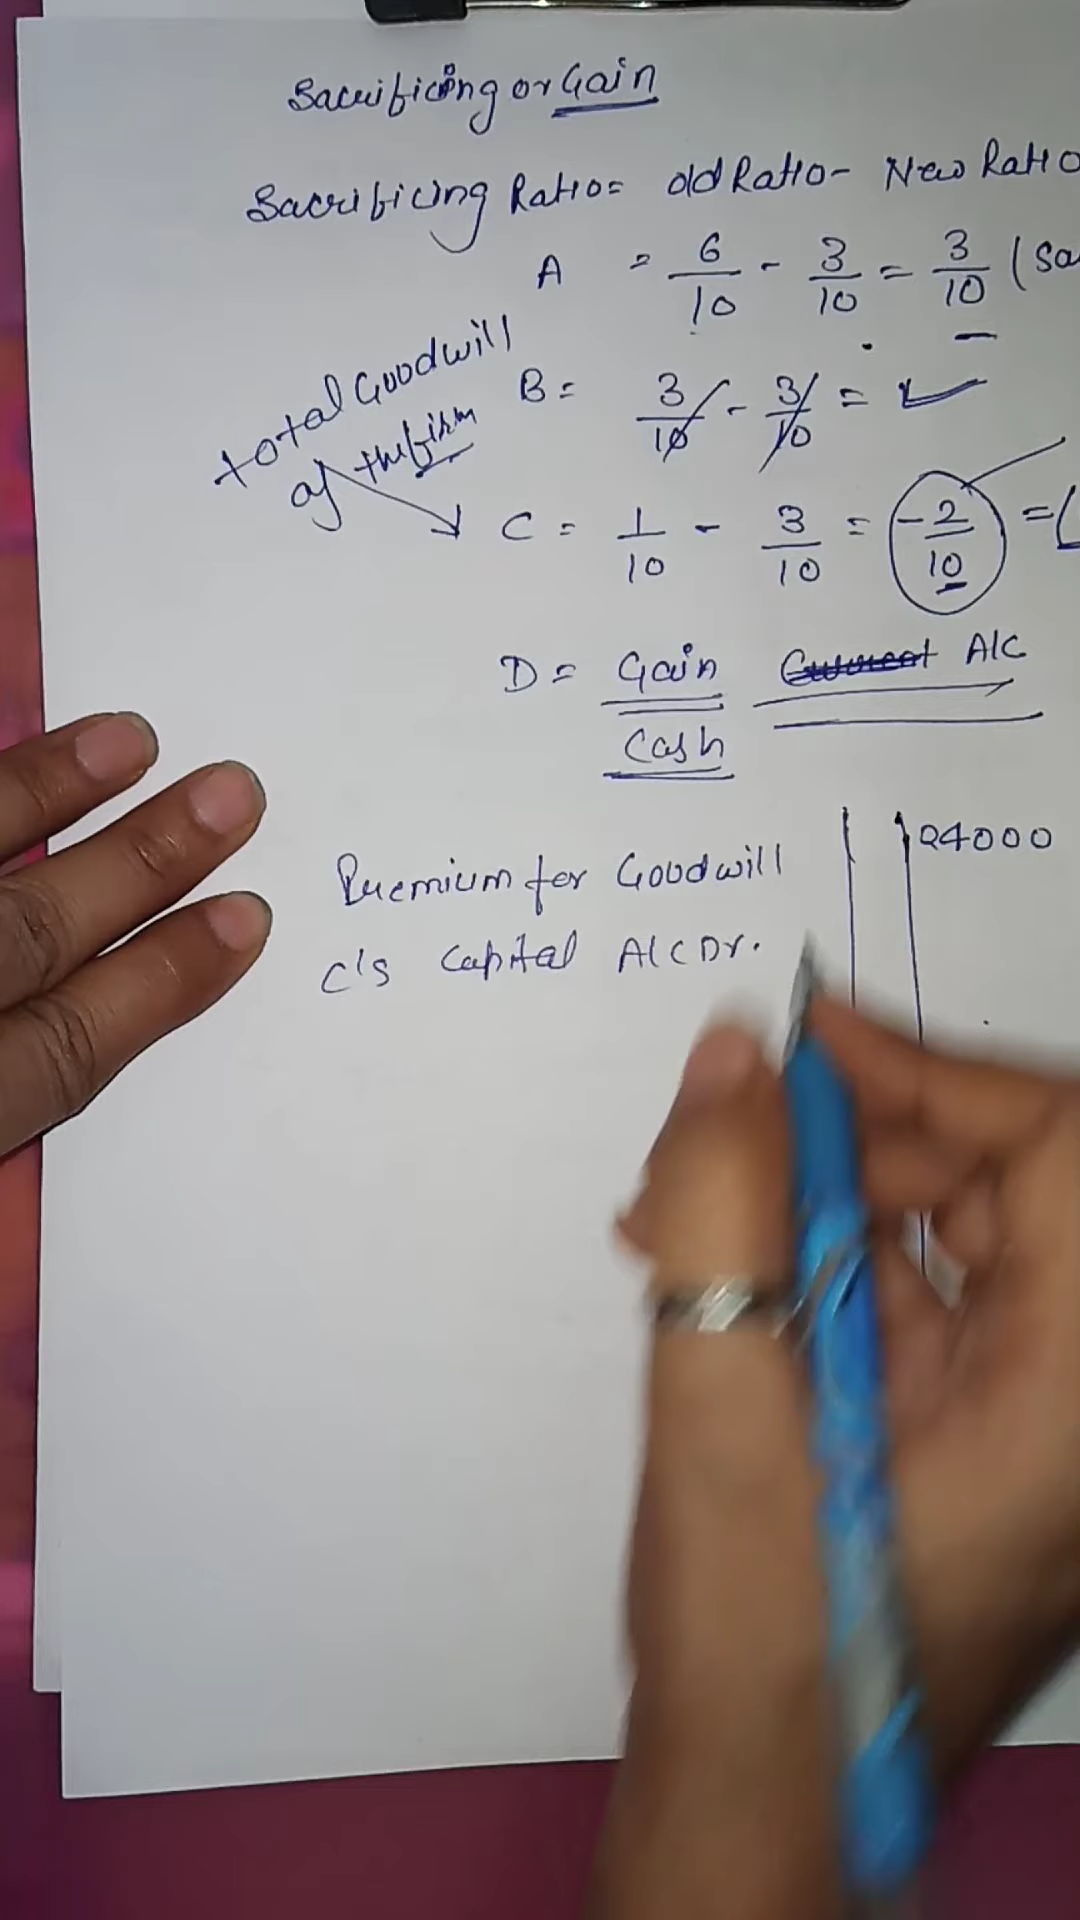 Sacrificing or Gain
Sacrificing Ratio = old Ratio - New Ratio
A = 6/10 - 3/10 = 3/10 (Sa
total Goodwill
of the firm
B = 3/10 - 3/10 =
C = 1/10 - 3/10 = -2/10 = (
D = Gain A/C
Cash
Premium for Goodwill 24000
C's Capital A/C Dr.